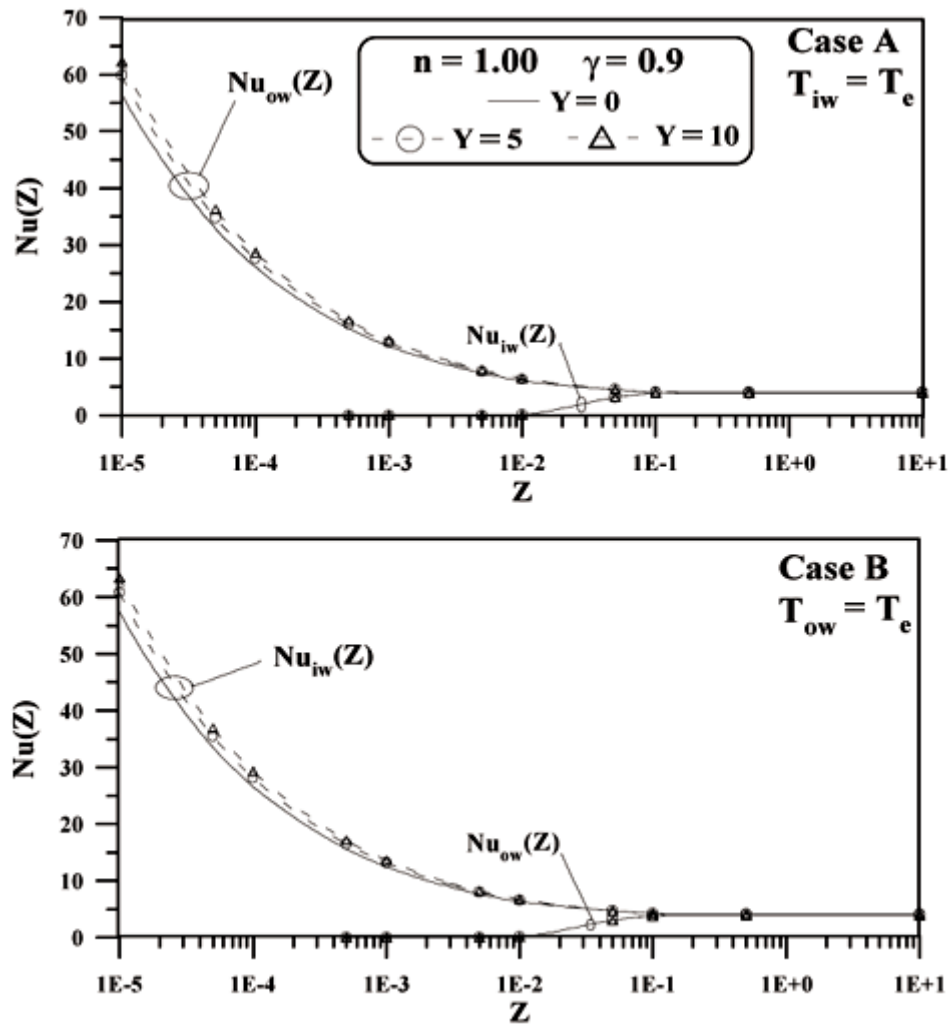 70
60
50
40
30
20
10
0
Nu(Z)
Nu_ow(Z)
n = 1.00 γ = 0.9
Y = 0
Y = 5 Y = 10
Case A
T_iw = T_e
Nu_iw(Z)
1E-5 1E-4 1E-3 1E-2 1E-1 1E+0 1E+1
Z
70
60
50
40
30
20
10
0
Nu(Z)
Case B
T_ow = T_e
Nu_iw(Z)
Nu_ow(Z)
1E-5 1E-4 1E-3 1E-2 1E-1 1E+0 1E+1
Z